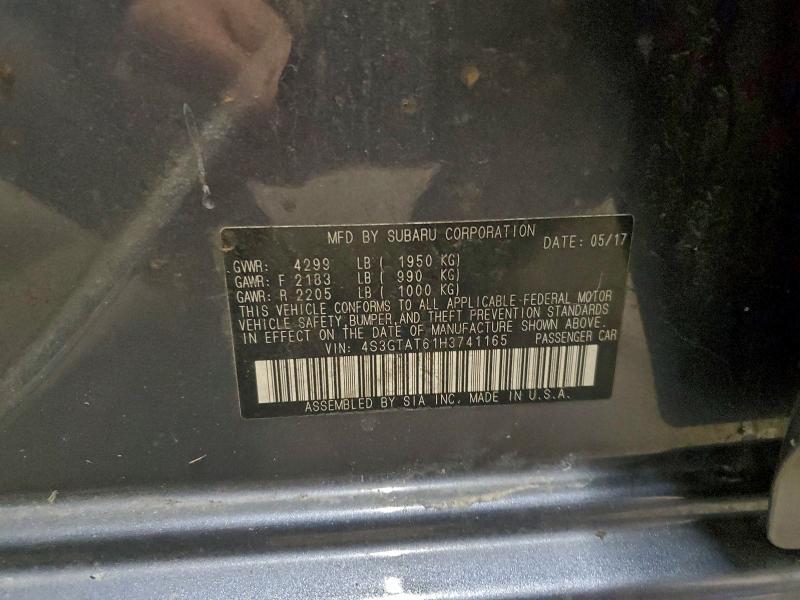 MFD BY SUBARU CORPORATION DATE: 05/17
GVWR: 4299 LB ( 1950 KG)
GAWR: F 2183 LB ( 990 KG)
GAWR: R 2205 LB ( 1000 KG)
THIS VEHICLE CONFORMS TO ALL APPLICABLE FEDERAL MOTOR
VEHICLE SAFETY, BUMPER, AND THEFT PREVENTION STANDARDS
IN EFFECT ON THE DATE OF MANUFACTURE SHOWN ABOVE.
VIN: 4S3GTAT61H3741165 PASSENGER CAR
ASSEMBLED BY SIA INC. MADE IN U.S.A.